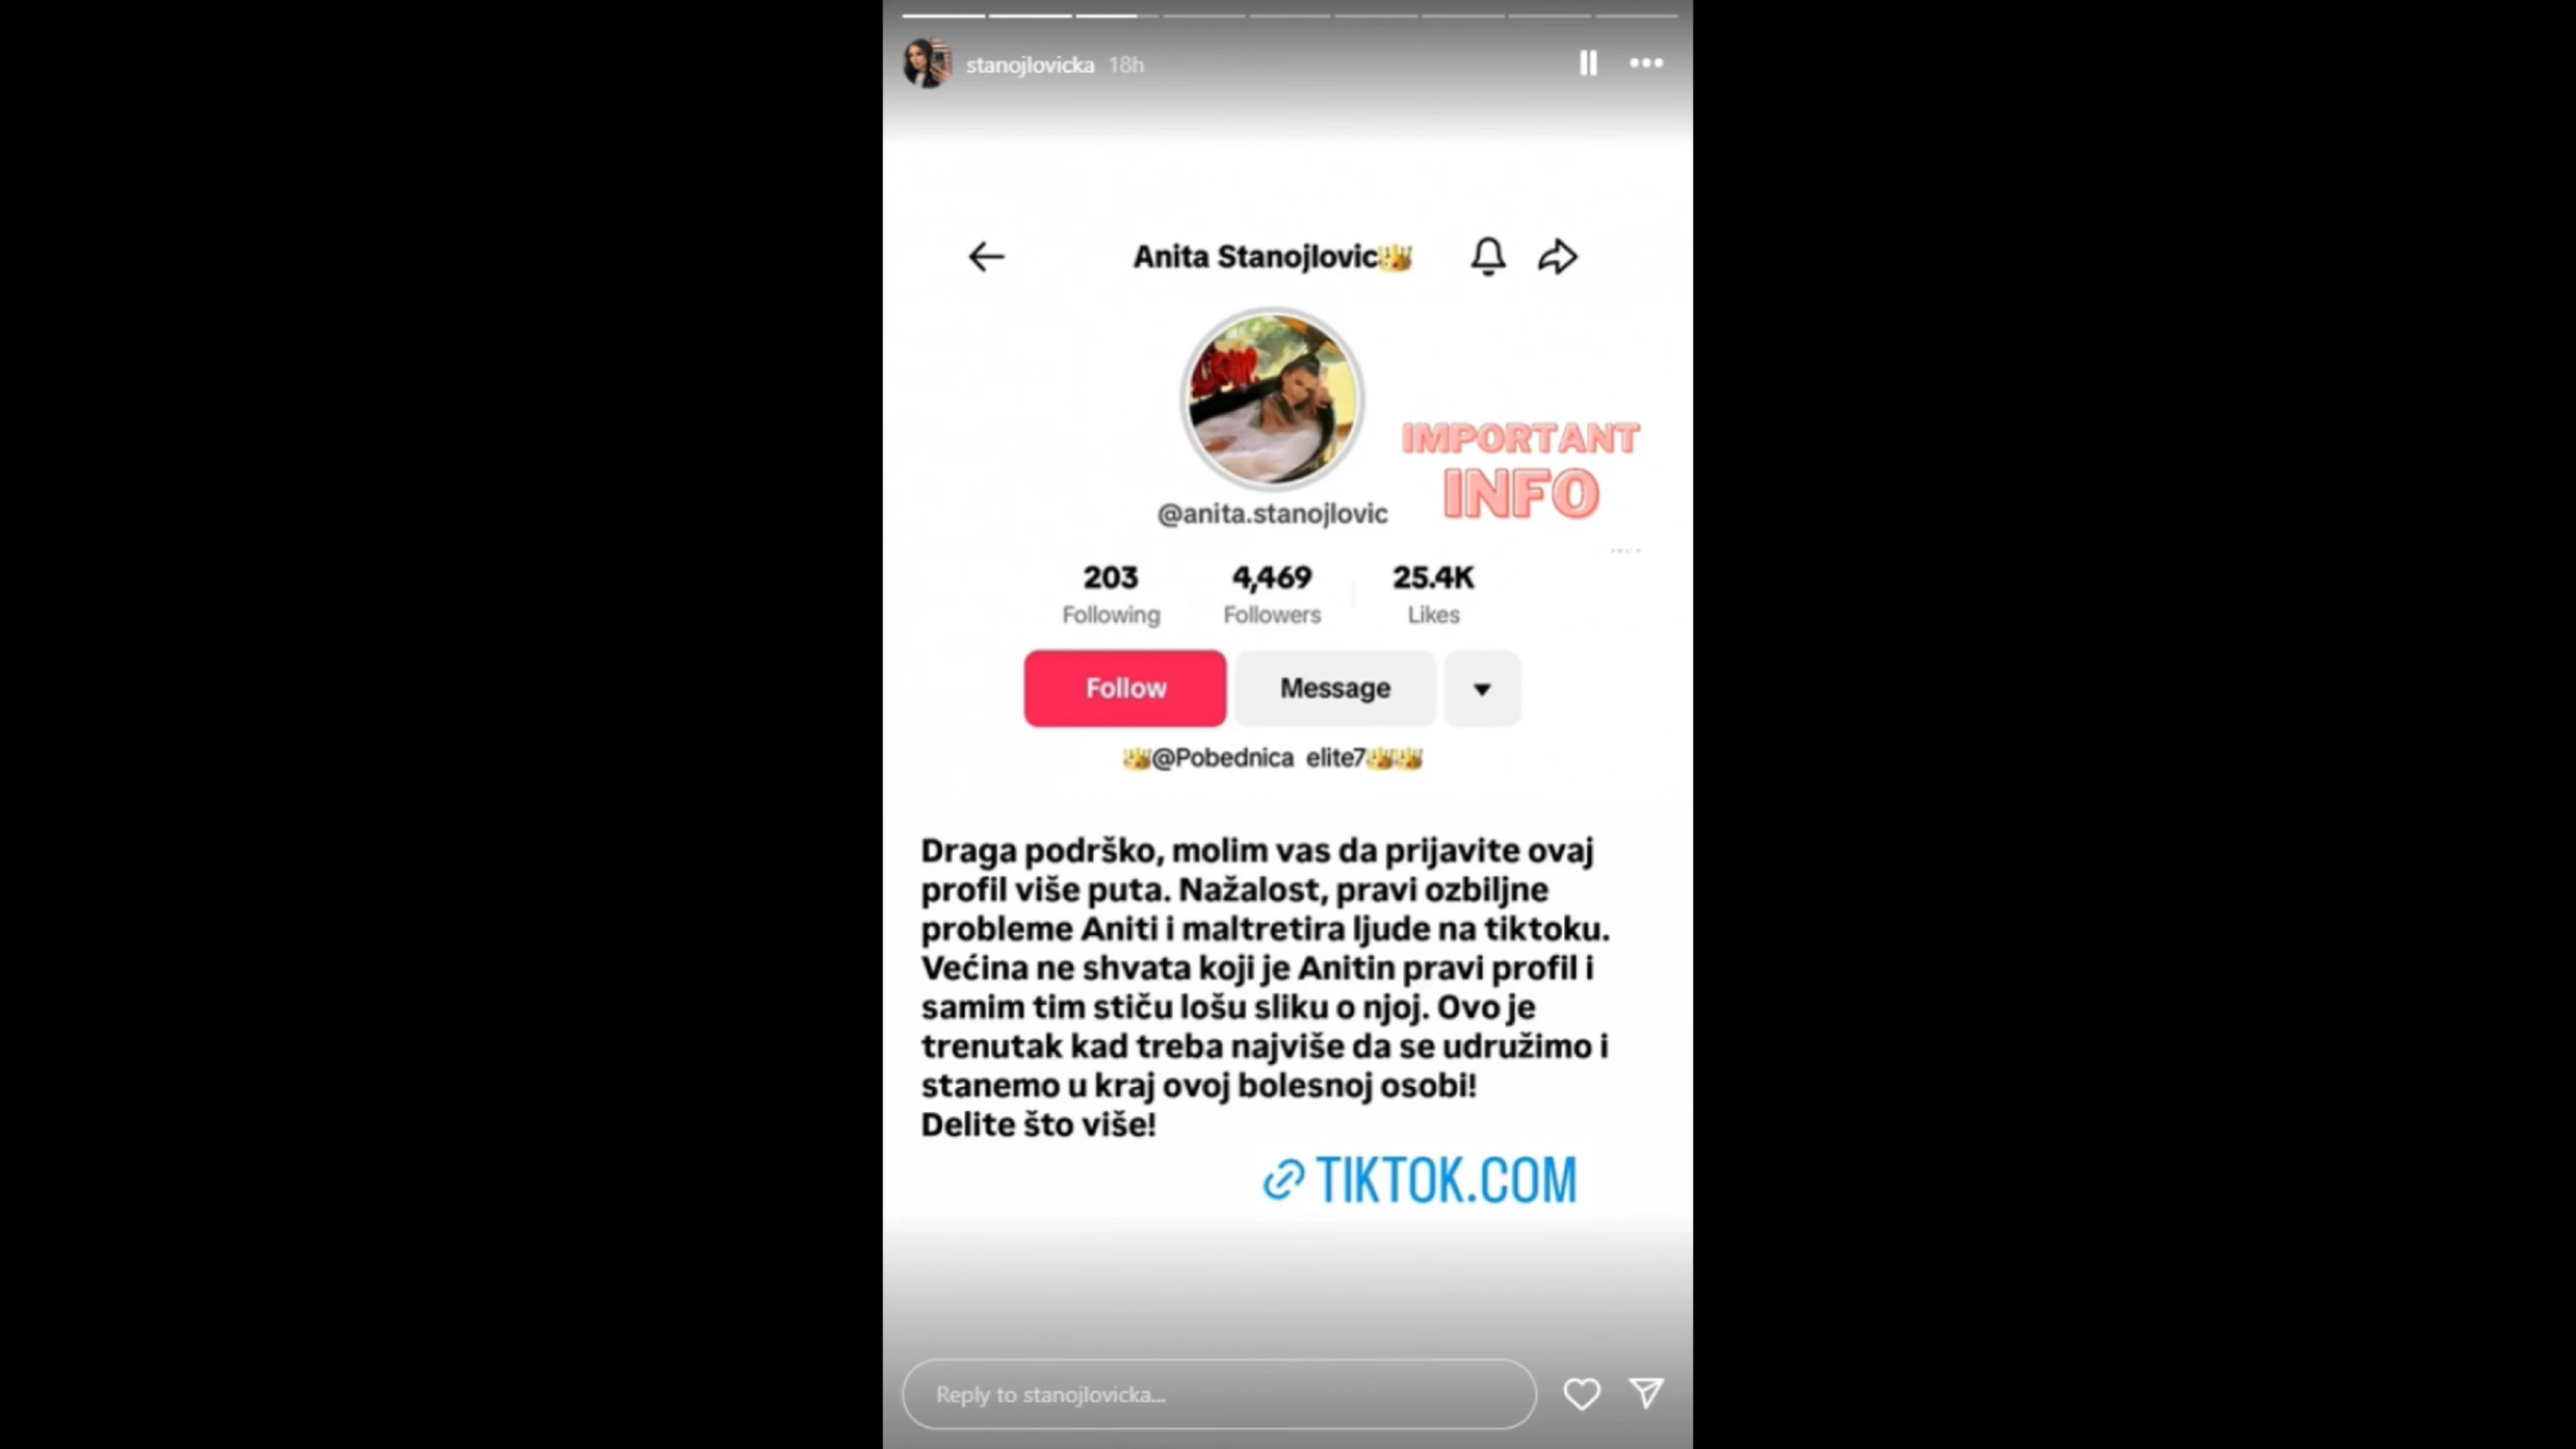 stanojlovicka 18h
Anita Stanojlovic👑
IMPORTANT
INFO
@anita.stanojlovic
203 4,469 25.4K
Following Followers Likes
Follow Message
👑@Pobednica elite7👑👑
Draga podrško, molim vas da prijavite ovaj
profil više puta. Nažalost, pravi ozbiljne
probleme Aniti i maltretira ljude na tiktoku.
Većina ne shvata koji je Anitin pravi profil i
samim tim stiču lošu sliku o njoj. Ovo je
trenutak kad treba najviše da se udružimo i
stanemo u kraj ovoj bolesnoj osobi!
Delite što više!
TIKTOK.COM
Reply to stanojlovicka...